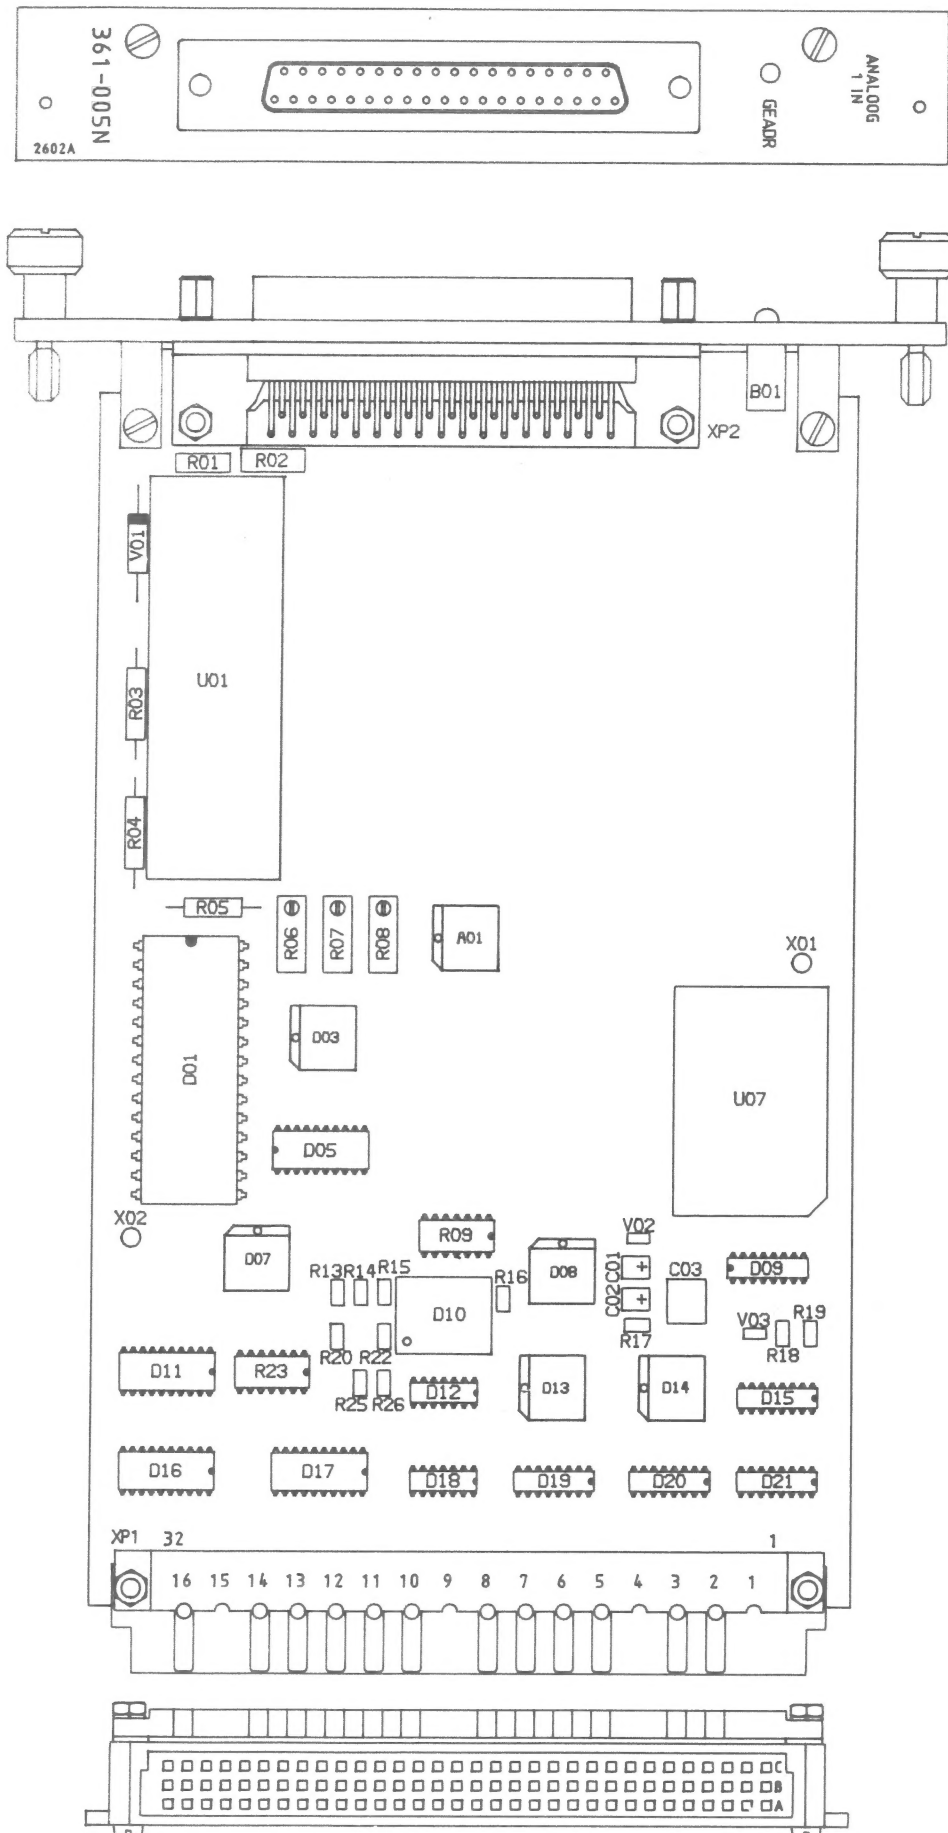 361-005N
2602A
GEADR
ANALOOG
1 IN
B01
XP2
R01
R02
V01
U01
R03
R04
R05
R06
R07
R08
A01
X01
D03
D01
U07
D05
X02
R09
V02
D07
D08
C01
C03
D09
R13
R14
R15
R16
C02
D10
V03
R19
R17
R18
R20
R22
D11
R23
D12
D13
D14
D15
R25
R26
D16
D17
D18
D19
D20
D21
XP1
32
1
16 15 14 13 12 11 10 9 8 7 6 5 4 3 2 1
C
B
A